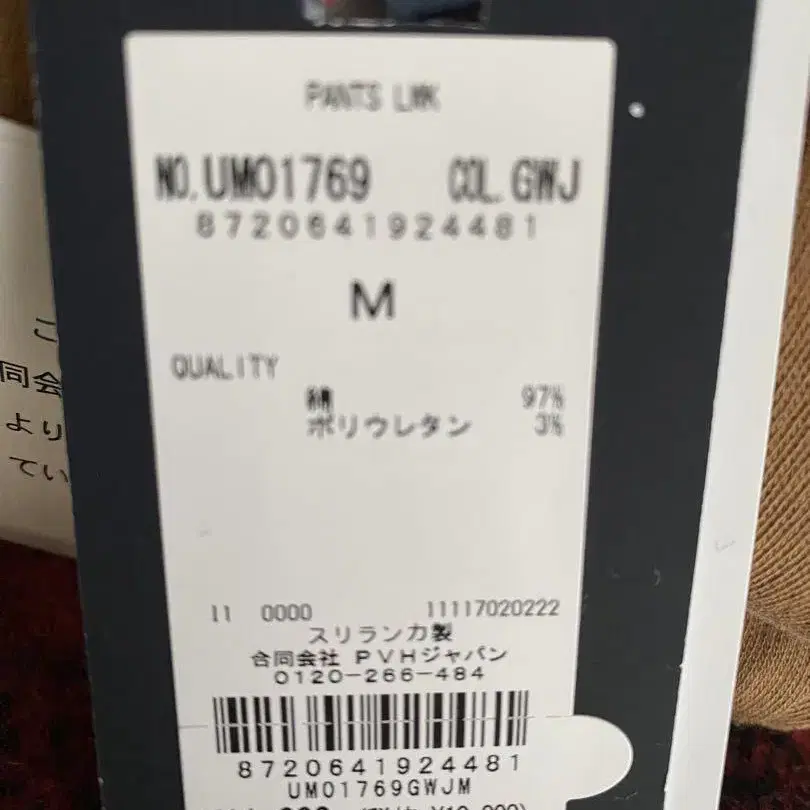 PANTS LWK
NO.UM01769 COL.GWJ
8720641924481
M
QUALITY
綿 97%
ポリウレタン 3%
11 0000 11117020222
スリランカ製
合同会社 PVHジャパン
0120-266-484
8720641924481
UM01769GWJM
こ
同会
より
てい